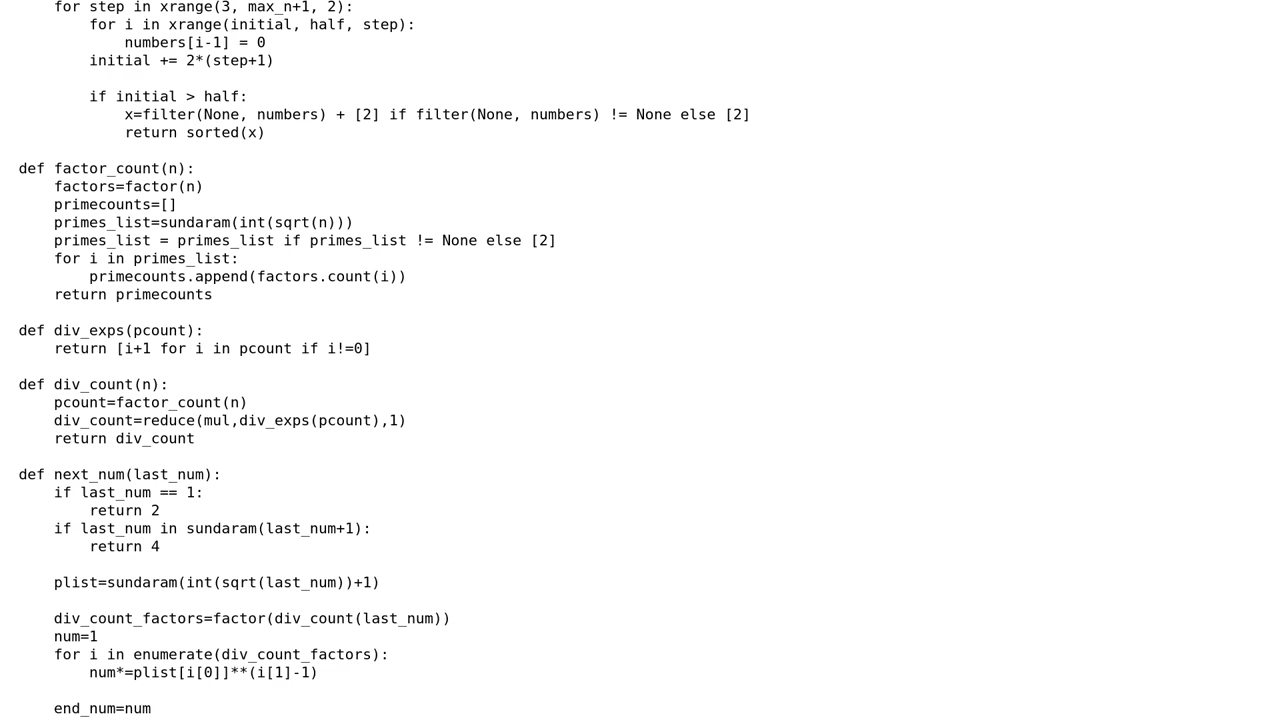 for step in xrange(3, max_n+1, 2):
        for i in xrange(initial, half, step):
            numbers[i-1] = 0
        initial += 2*(step+1)

        if initial > half:
            x=filter(None, numbers) + [2] if filter(None, numbers) != None else [2]
            return sorted(x)

def factor_count(n):
    factors=factor(n)
    primecounts=[]
    primes_list=sundaram(int(sqrt(n)))
    primes_list = primes_list if primes_list != None else [2]
    for i in primes_list:
        primecounts.append(factors.count(i))
    return primecounts

def div_exps(pcount):
    return [i+1 for i in pcount if i!=0]

def div_count(n):
    pcount=factor_count(n)
    div_count=reduce(mul,div_exps(pcount),1)
    return div_count

def next_num(last_num):
    if last_num == 1:
        return 2
    if last_num in sundaram(last_num+1):
        return 4

    plist=sundaram(int(sqrt(last_num))+1)

    div_count_factors=factor(div_count(last_num))
    num=1
    for i in enumerate(div_count_factors):
        num*=plist[i[0]]**(i[1]-1)

    end_num=num